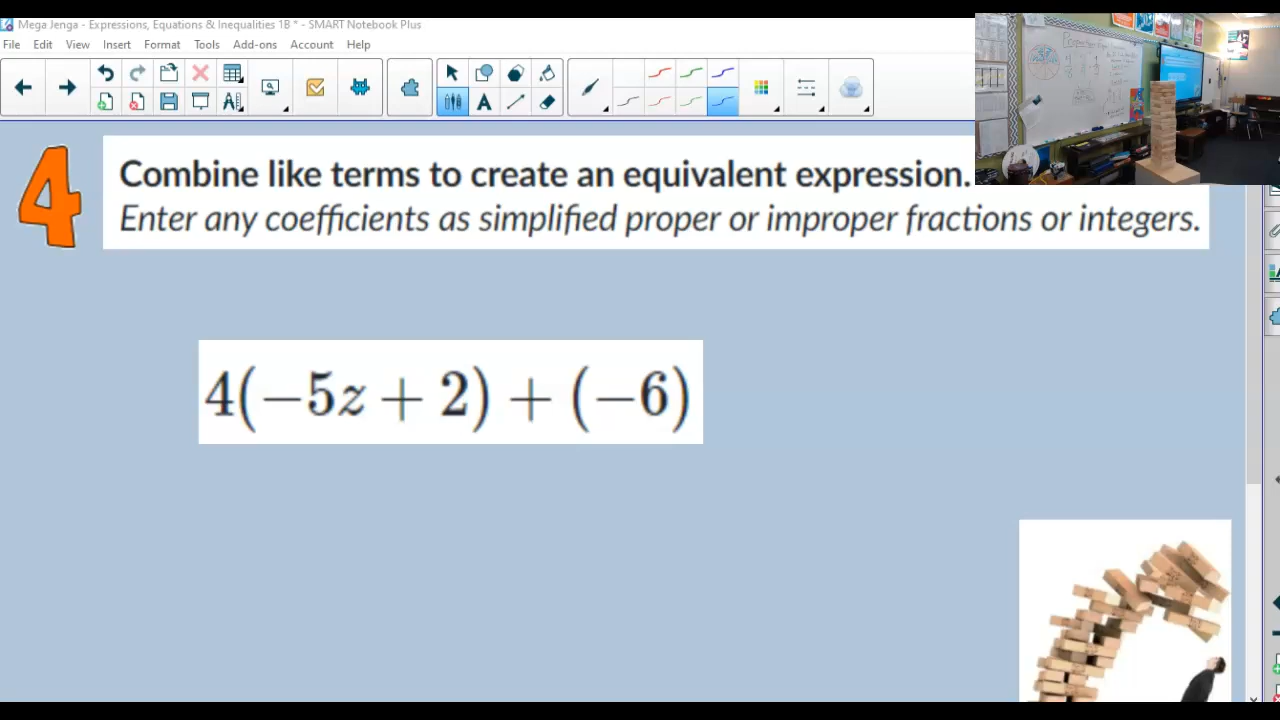 Mega Jenga - Expressions, Equations & Inequalities 1B * - SMART Notebook Plus
File Edit View Insert Format Tools Add-ons Account Help
4
Combine like terms to create an equivalent expression.
Enter any coefficients as simplified proper or improper fractions or integers.
4(−5z + 2) + (−6)